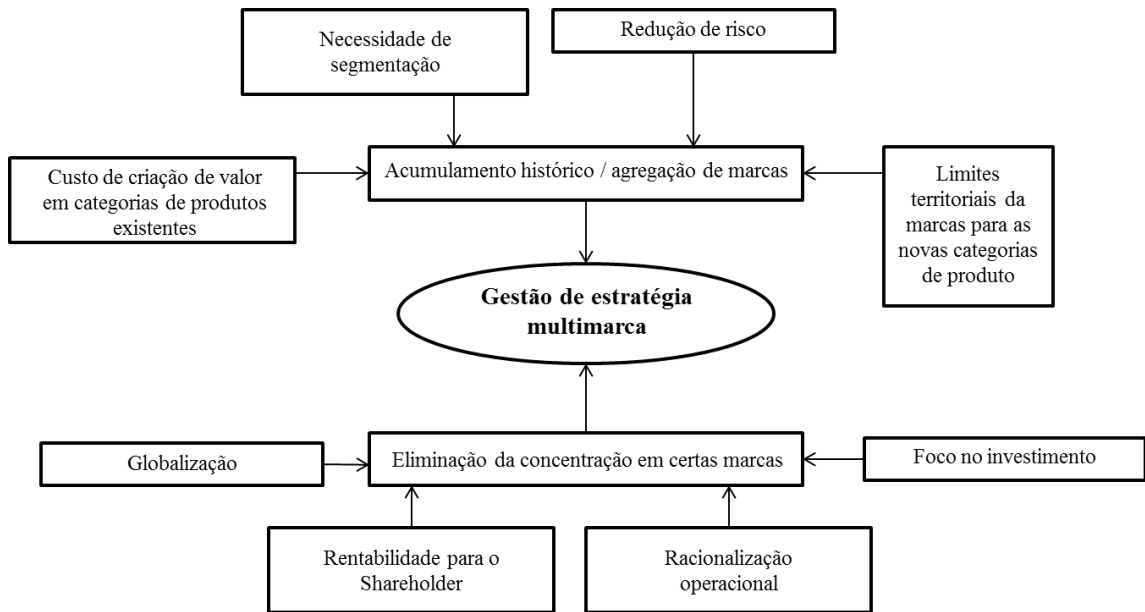 Necessidade de
segmentação
Redução de risco
Custo de criação de valor
em categorias de produtos
existentes
Acumulamento histórico / agregação de marcas
Limites
territoriais da
marcas para as
novas categorias
de produto
Gestão de estratégia
multimarca
Globalização
Eliminação da concentração em certas marcas
Foco no investimento
Rentabilidade para o
Shareholder
Racionalização
operacional